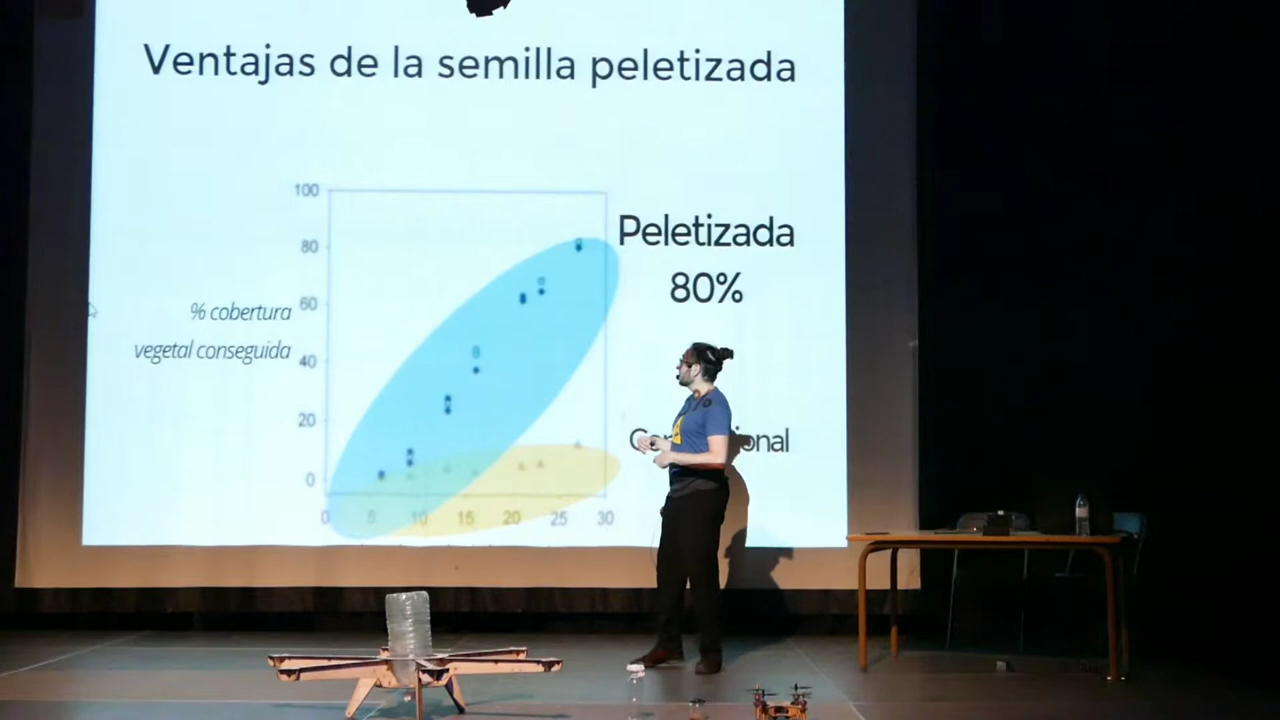 Ventajas de la semilla peletizada
100
80
60
40
20
0
% cobertura
vegetal conseguida
0 5 10 15 20 25 30
Peletizada
80%